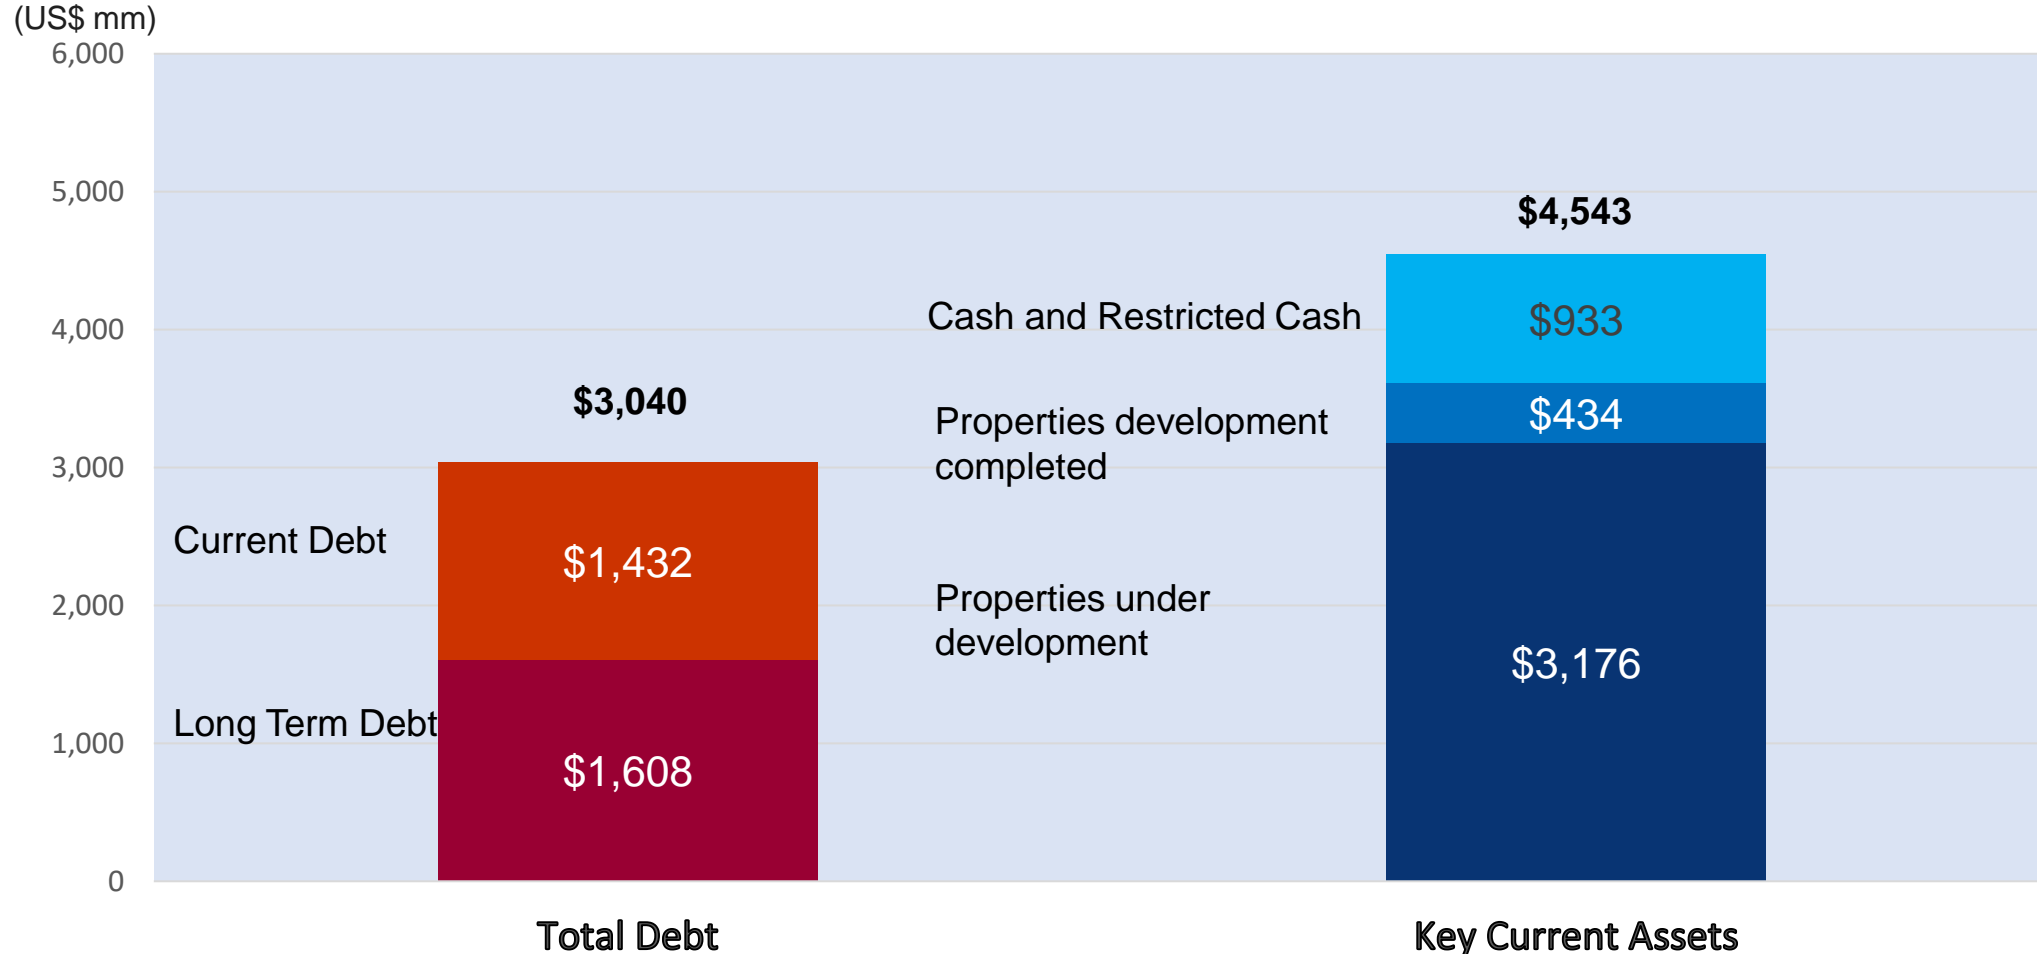 (US$ mm)
6,000
5,000
4,000
3,000
2,000
1,000
0
$3,040
Current Debt
$1,432
Long Term Debt
$1,608
$4,543
Cash and Restricted Cash
$933
Properties development
completed
$434
Properties under
development
$3,176
Total Debt
Key Current Assets